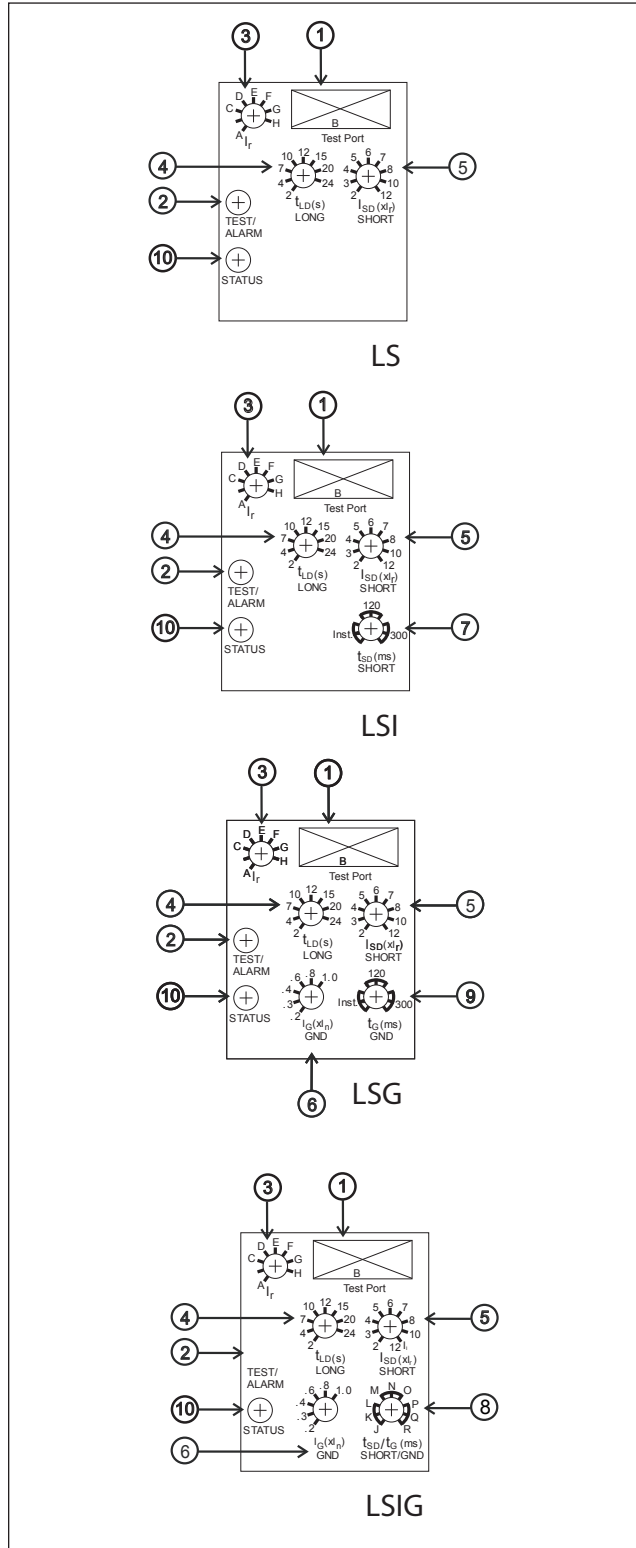 3 1
A C D E F G H
Ir
B
Test Port
4 2 4 7 10 12 15 20 24
tLD(s)
LONG
2 3 4 5 6 7 8 10 12
ISD(xIr)
SHORT
5
2
TEST/
ALARM
10
STATUS
LS
3 1
A C D E F G H
Ir
B
Test Port
4 2 4 7 10 12 15 20 24
tLD(s)
LONG
2 3 4 5 6 7 8 10 12
ISD(xIr)
SHORT
5
2
TEST/
ALARM
10
STATUS
Inst. 120 300
tSD(ms)
SHORT
7
LSI
3 1
A C D E F G H
Ir
B
Test Port
4 2 4 7 10 12 15 20 24
tLD(s)
LONG
2 3 4 5 6 7 8 10 12
ISD(xIr)
SHORT
5
2
TEST/
ALARM
10
STATUS
.2 .3 .4 .6 .8 1.0
IG(xIn)
GND
Inst. 120 300
tG(ms)
GND
9
LSG
6
3 1
A C D E F G H
Ir
B
Test Port
4 2 4 7 10 12 15 20 24
tLD(s)
LONG
2 3 4 5 6 7 8 10 12 Ii
ISD(xIr)
SHORT
5
2
TEST/
ALARM
10
STATUS
.2 .3 .4 .6 .8 1.0
IG(xIn)
GND
J K L M N O P Q R
tSD/tG (ms)
SHORT/GND
8
6
LSIG